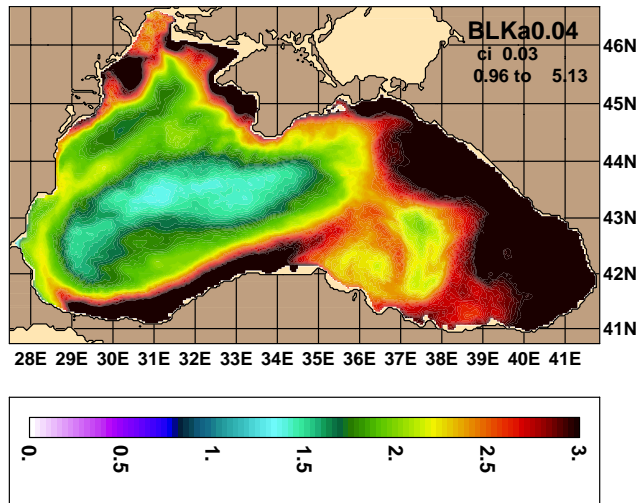 BLKa0.04
ci 0.03
0.96 to 5.13
46N
45N
44N
43N
42N
41N
28E 29E 30E 31E 32E 33E 34E 35E 36E 37E 38E 39E 40E 41E
0. 0.5 1. 1.5 2. 2.5 3.